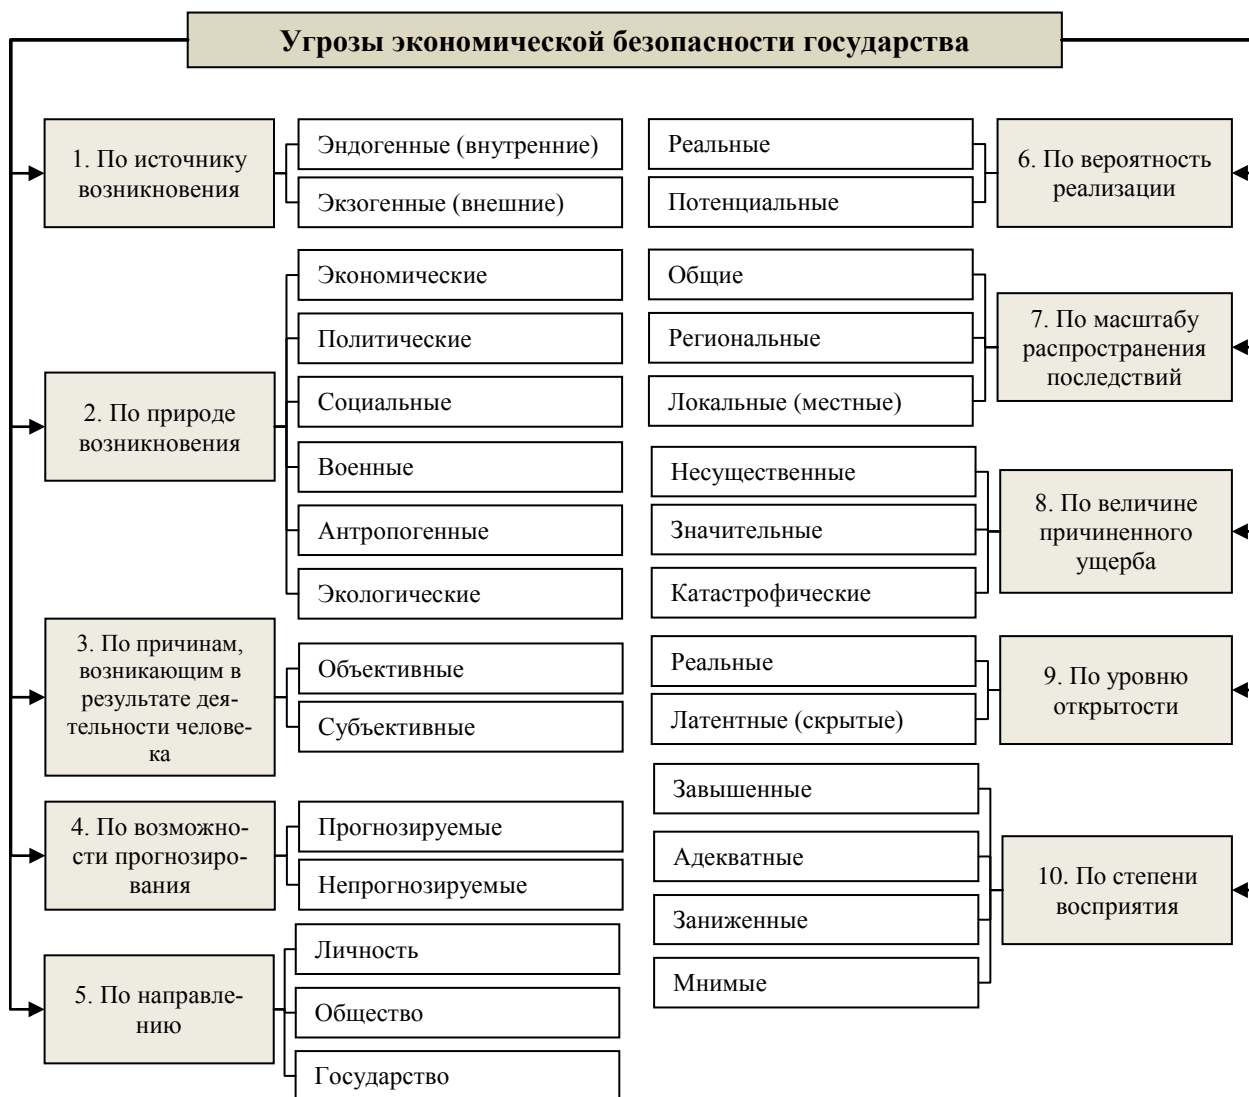 Угрозы экономической безопасности государства
1. По источнику
возникновения
Эндогенные (внутренние)
Экзогенные (внешние)
2. По природе
возникновения
Экономические
Политические
Социальные
Военные
Антропогенные
Экологические
3. По причинам,
возникающим в
результате дея-
тельности челове-
ка
Объективные
Субъективные
4. По возможно-
сти прогнозиро-
вания
Прогнозируемые
Непрогнозируемые
5. По направле-
нию
Личность
Общество
Государство
6. По вероятность
реализации
Реальные
Потенциальные
7. По масштабу
распространения
последствий
Общие
Региональные
Локальные (местные)
8. По величине
причиненного
ущерба
Несущественные
Значительные
Катастрофические
9. По уровню
открытости
Реальные
Латентные (скрытые)
10. По степени
восприятия
Завышенные
Адекватные
Заниженные
Мнимые